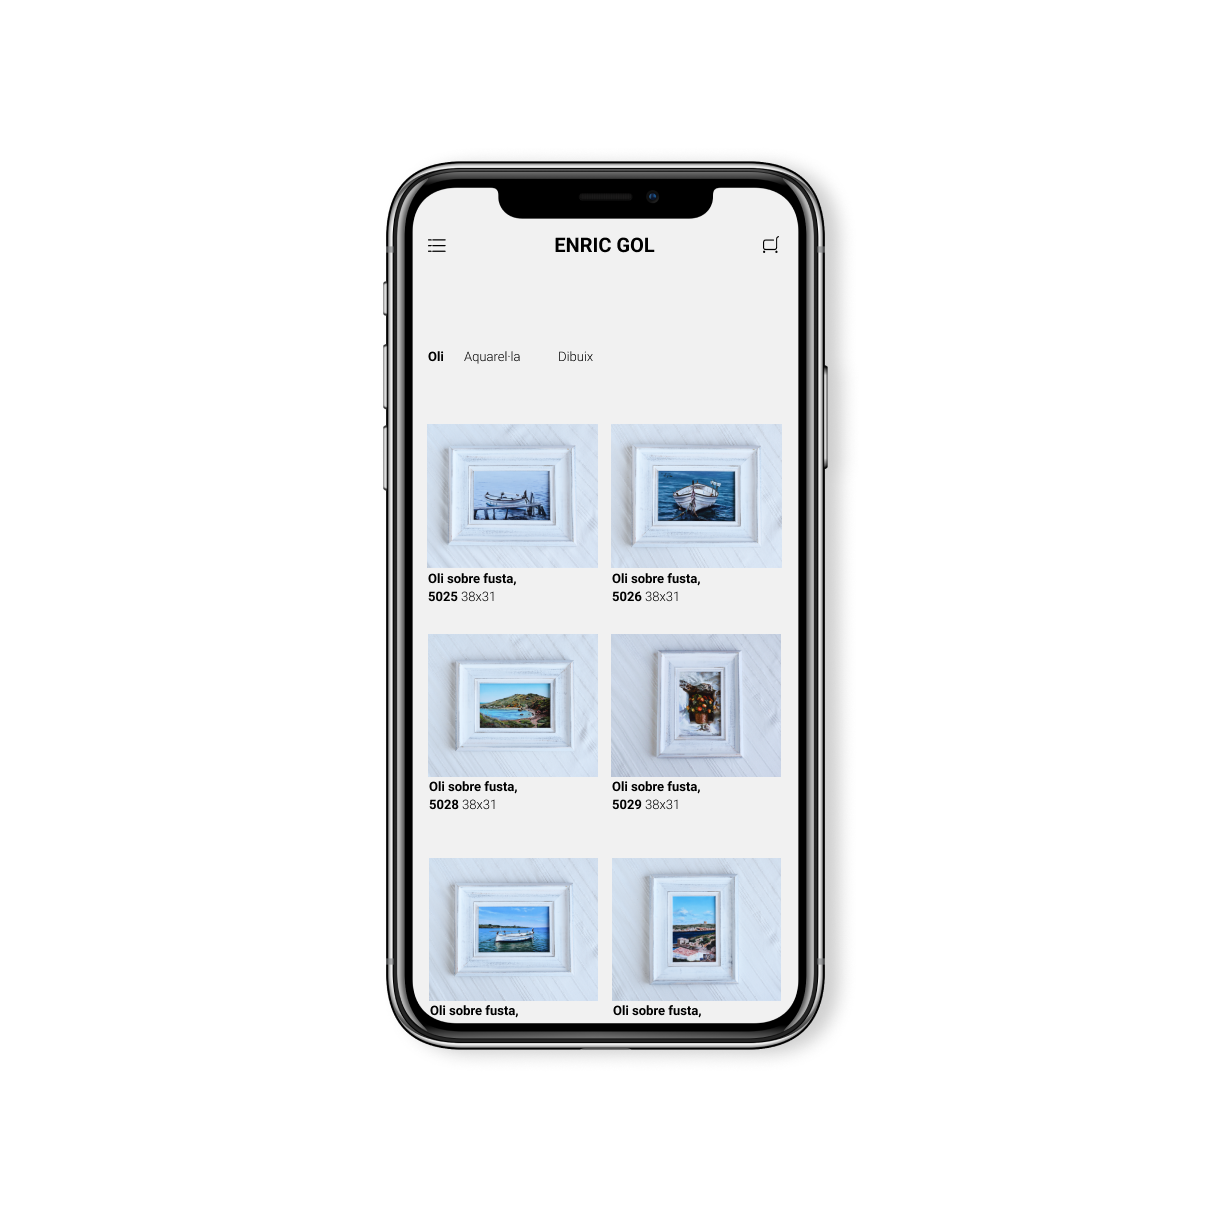 ENRIC GOL
Oli Aquarel·la Dibuix
Oli sobre fusta,
5025 38x31
Oli sobre fusta,
5026 38x31
Oli sobre fusta,
5028 38x31
Oli sobre fusta,
5029 38x31
Oli sobre fusta,
Oli sobre fusta,